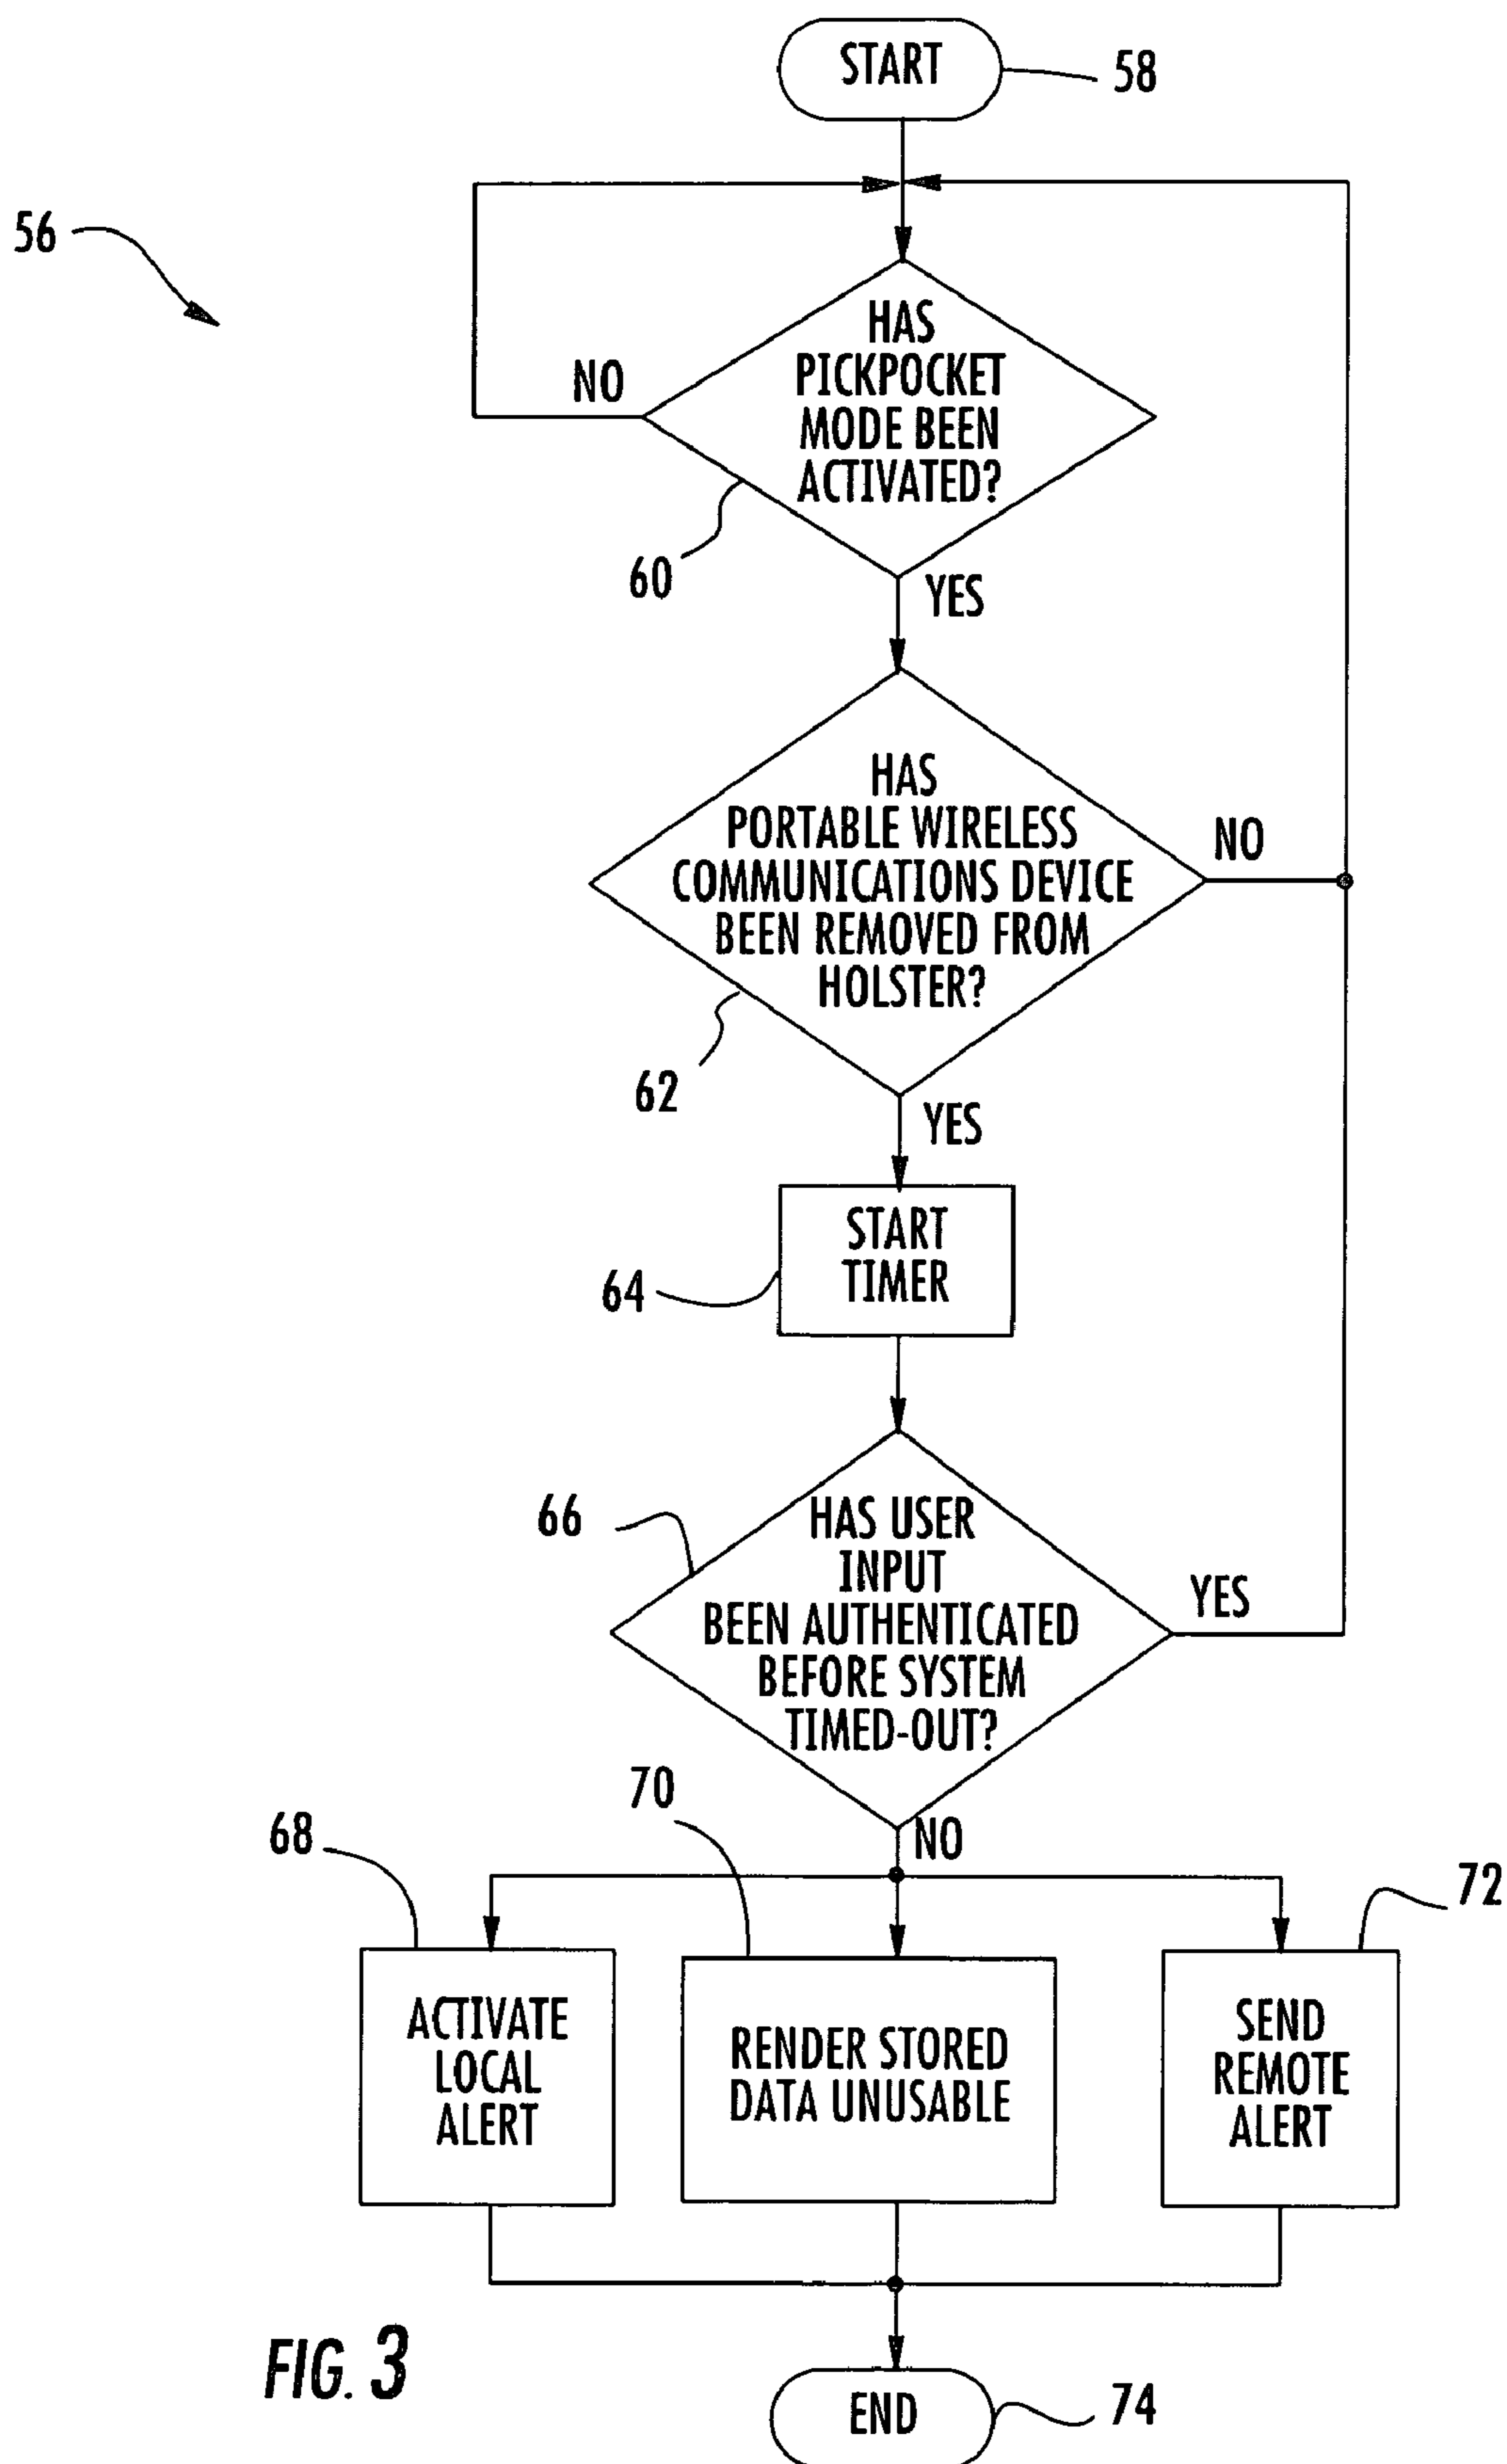 START
58
56
HAS
PICKPOCKET
MODE BEEN
ACTIVATED?
NO
60
YES
HAS
PORTABLE WIRELESS
COMMUNICATIONS DEVICE
BEEN REMOVED FROM
HOLSTER?
NO
62
YES
START
TIMER
64
66
HAS USER
INPUT
BEEN AUTHENTICATED
BEFORE SYSTEM
TIMED-OUT?
YES
NO
68
70
72
ACTIVATE
LOCAL
ALERT
RENDER STORED
DATA UNUSABLE
SEND
REMOTE
ALERT
FIG. 3
END
74